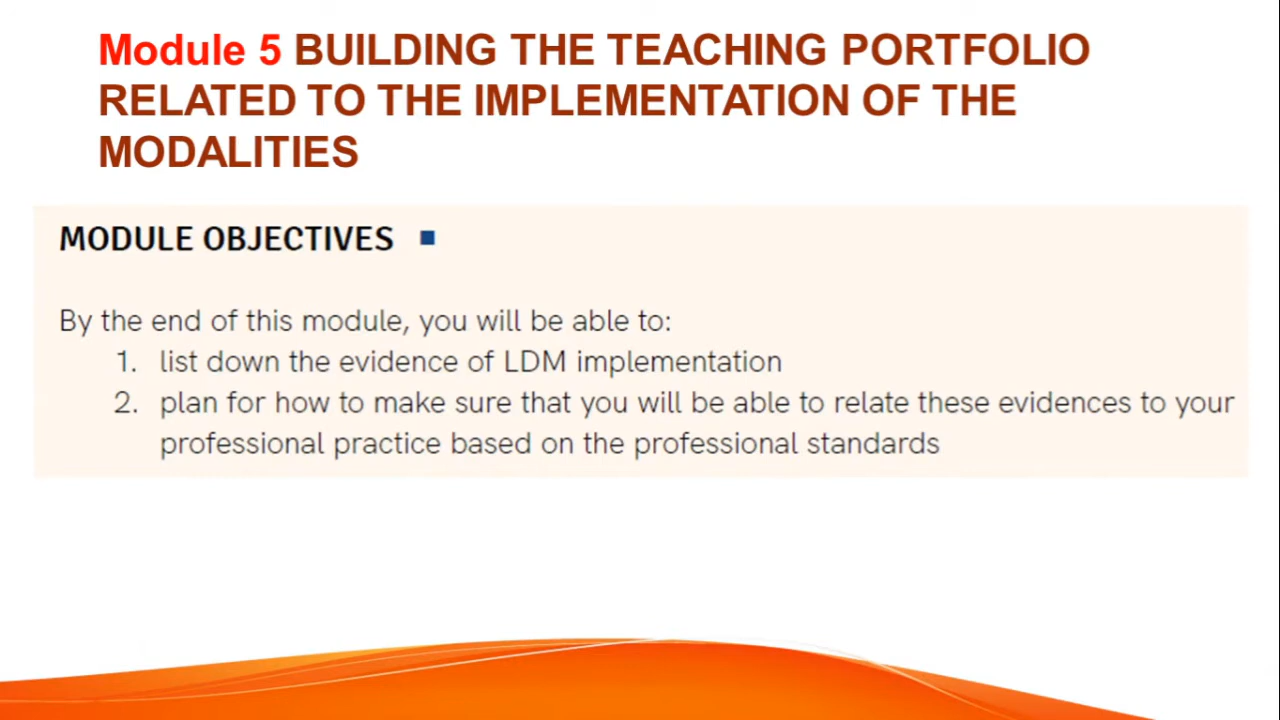 Module 5 BUILDING THE TEACHING PORTFOLIO
RELATED TO THE IMPLEMENTATION OF THE
MODALITIES
MODULE OBJECTIVES
By the end of this module, you will be able to:
1. list down the evidence of LDM implementation
2. plan for how to make sure that you will be able to relate these evidences to your
professional practice based on the professional standards